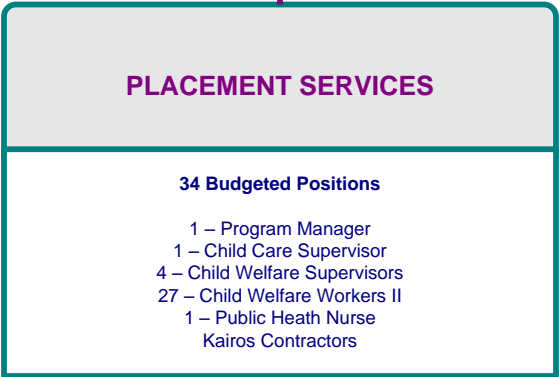 PLACEMENT SERVICES
34 Budgeted Positions
1 – Program Manager
1 – Child Care Supervisor
4 – Child Welfare Supervisors
27 – Child Welfare Workers II
1 – Public Heath Nurse
Kairos Contractors